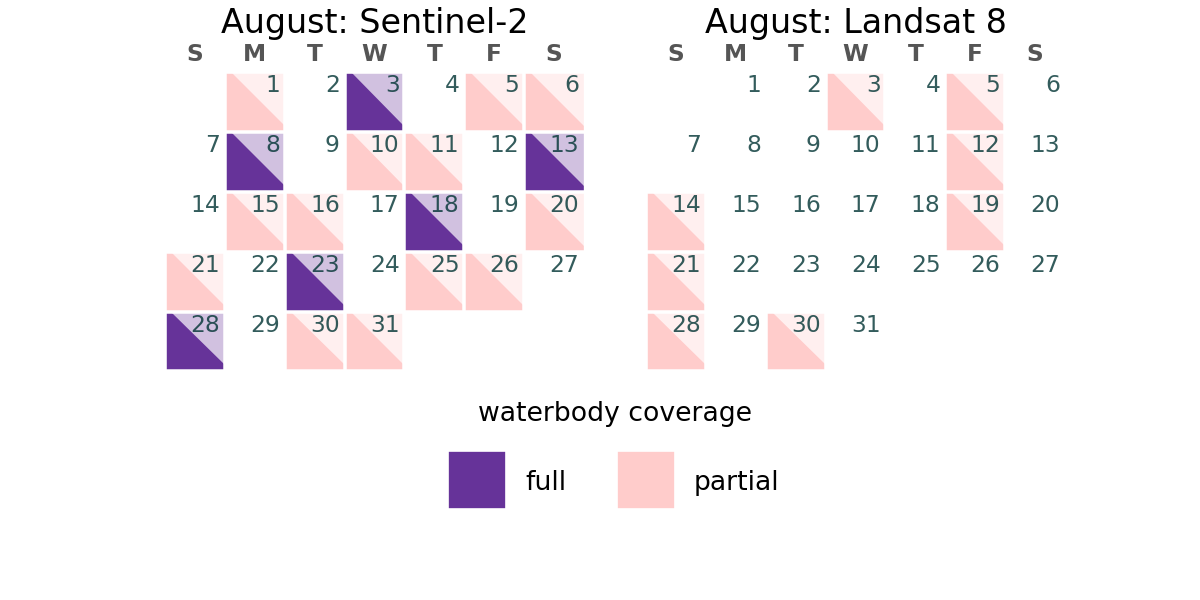 August: Sentinel-2
S M T W T F S
1 2 3 4 5 6
7 8 9 10 11 12 13
14 15 16 17 18 19 20
21 22 23 24 25 26 27
28 29 30 31
August: Landsat 8
S M T W T F S
1 2 3 4 5 6
7 8 9 10 11 12 13
14 15 16 17 18 19 20
21 22 23 24 25 26 27
28 29 30 31
waterbody coverage
full partial